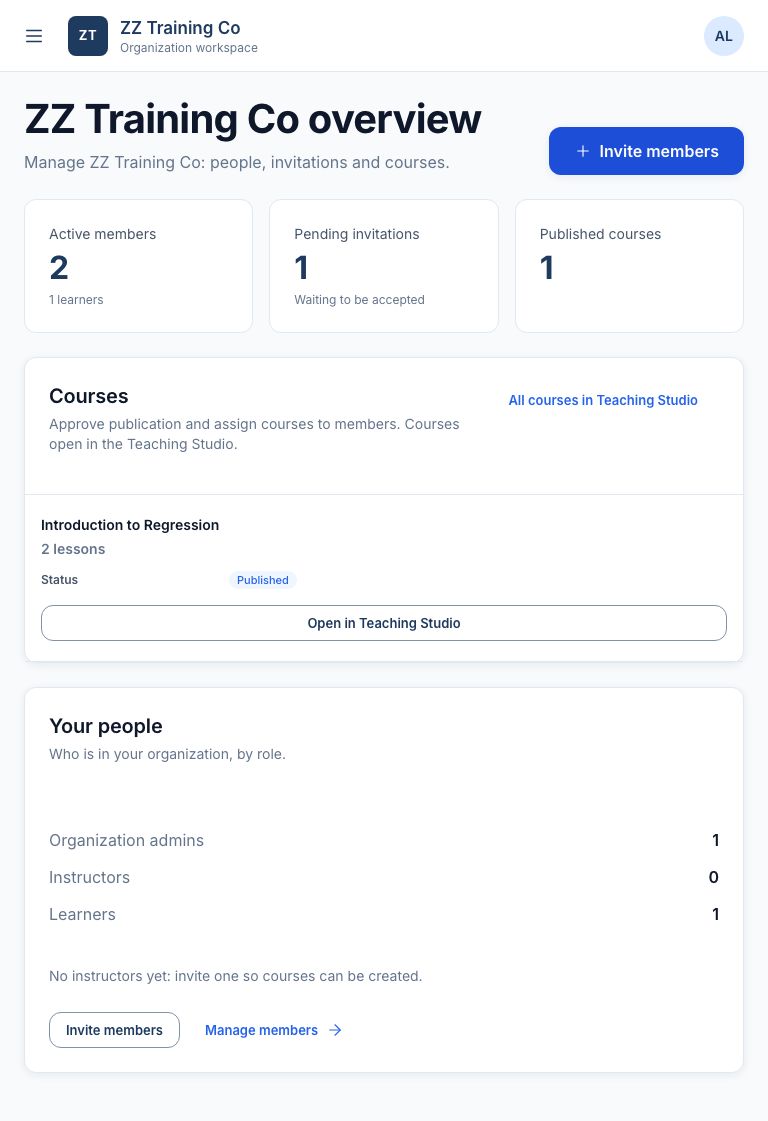 ZT
ZZ Training Co
Organization workspace
AL
ZZ Training Co overview
Manage ZZ Training Co: people, invitations and courses.
Invite members
Active members
2
1 learners
Pending invitations
1
Waiting to be accepted
Published courses
1
Courses
Approve publication and assign courses to members. Courses
open in the Teaching Studio.
All courses in Teaching Studio
Introduction to Regression
2 lessons
Status
Published
Open in Teaching Studio
Your people
Who is in your organization, by role.
Organization admins 1
Instructors 0
Learners 1
No instructors yet: invite one so courses can be created.
Invite members
Manage members